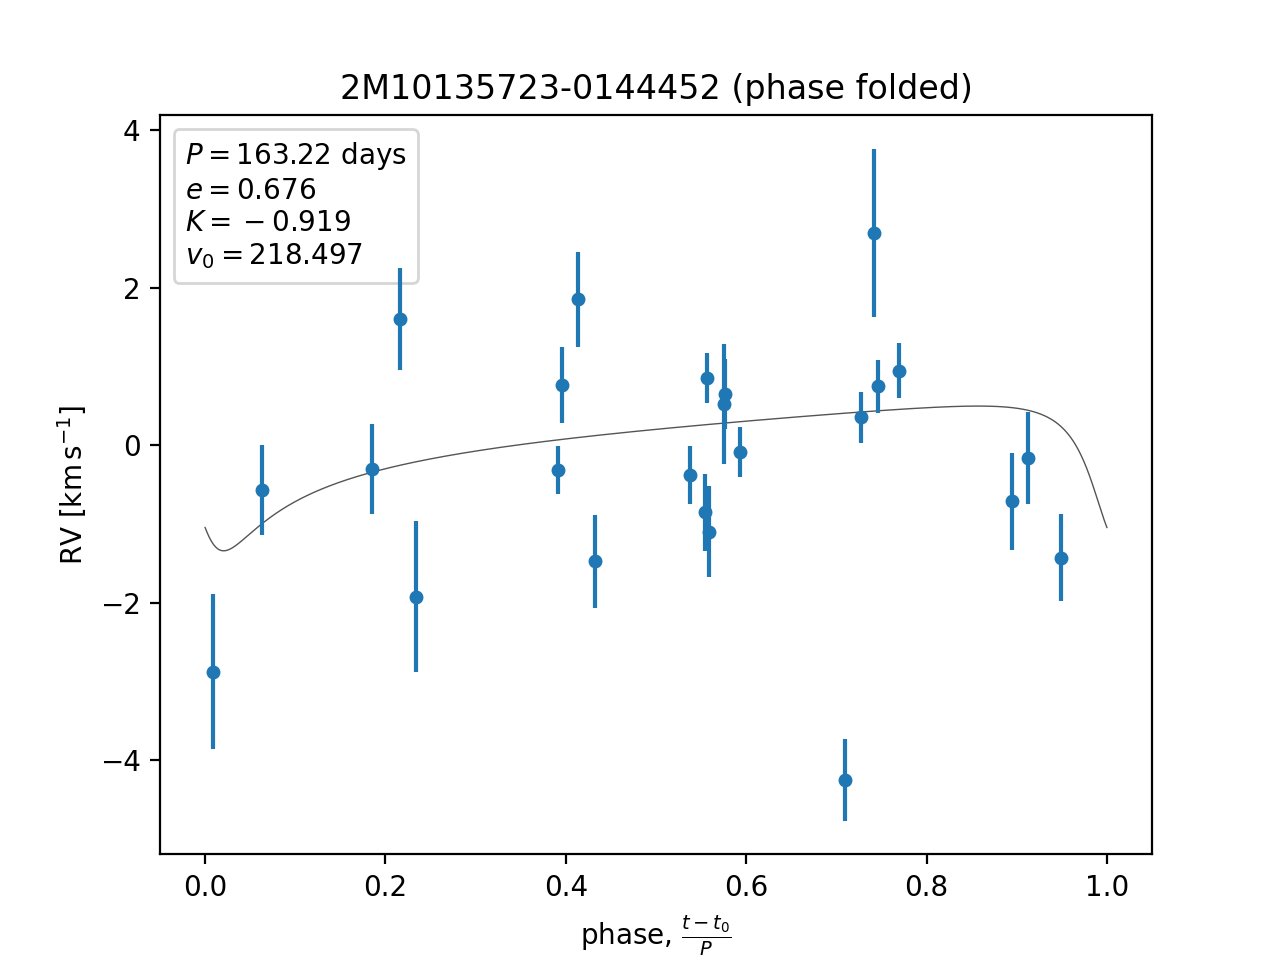 2M10135723-0144452 (phase folded)
P = 163.22 days
e = 0.676
K = −0.919
v₀ = 218.497
4
2
0
−2
−4
RV [km s⁻¹]
0.0 0.2 0.4 0.6 0.8 1.0
phase, (t − t₀)/P